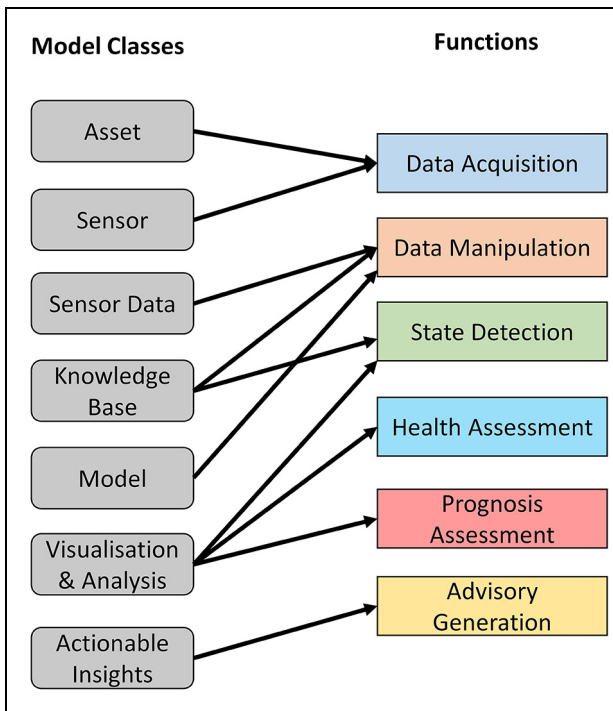 Model Classes
Functions
Asset
Sensor
Sensor Data
Knowledge
Base
Model
Visualisation
& Analysis
Actionable
Insights
Data Acquisition
Data Manipulation
State Detection
Health Assessment
Prognosis
Assessment
Advisory
Generation